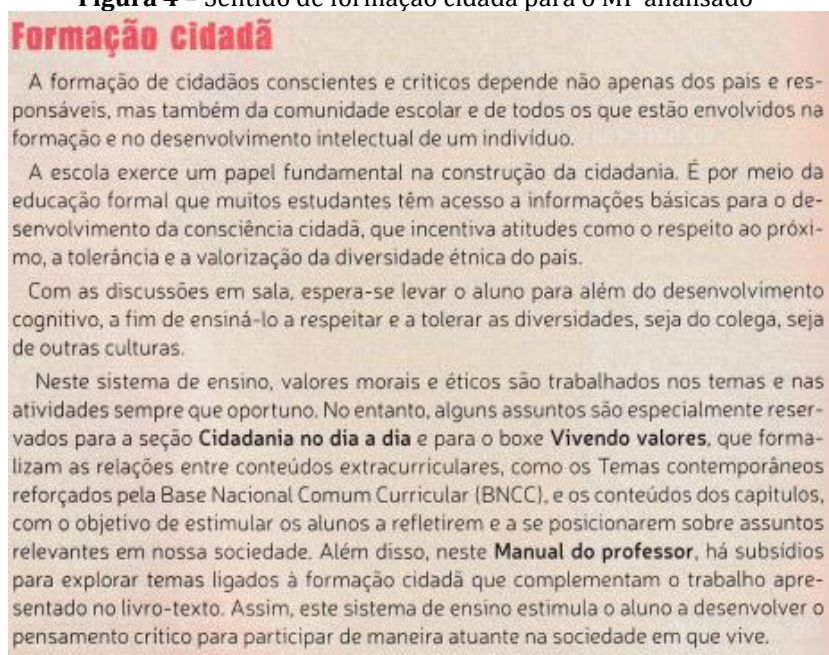 Figura 4 – Sentido de formação cidadã para o MP analisado
Formação cidadã
A formação de cidadãos conscientes e críticos depende não apenas dos pais e res-
ponsáveis, mas também da comunidade escolar e de todos os que estão envolvidos na
formação e no desenvolvimento intelectual de um indivíduo.
A escola exerce um papel fundamental na construção da cidadania. É por meio da
educação formal que muitos estudantes têm acesso a informações básicas para o de-
senvolvimento da consciência cidadã, que incentiva atitudes como o respeito ao próxi-
mo, a tolerância e a valorização da diversidade étnica do país.
Com as discussões em sala, espera-se levar o aluno para além do desenvolvimento
cognitivo, a fim de ensiná-lo a respeitar e a tolerar as diversidades, seja do colega, seja
de outras culturas.
Neste sistema de ensino, valores morais e éticos são trabalhados nos temas e nas
atividades sempre que oportuno. No entanto, alguns assuntos são especialmente reser-
vados para a seção Cidadania no dia a dia e para o boxe Vivendo valores, que forma-
lizam as relações entre conteúdos extracurriculares, como os Temas contemporâneos
reforçados pela Base Nacional Comum Curricular (BNCC), e os conteúdos dos capítulos,
com o objetivo de estimular os alunos a refletirem e a se posicionarem sobre assuntos
relevantes em nossa sociedade. Além disso, neste Manual do professor, há subsídios
para explorar temas ligados à formação cidadã que complementam o trabalho apre-
sentado no livro-texto. Assim, este sistema de ensino estimula o aluno a desenvolver o
pensamento crítico para participar de maneira atuante na sociedade em que vive.